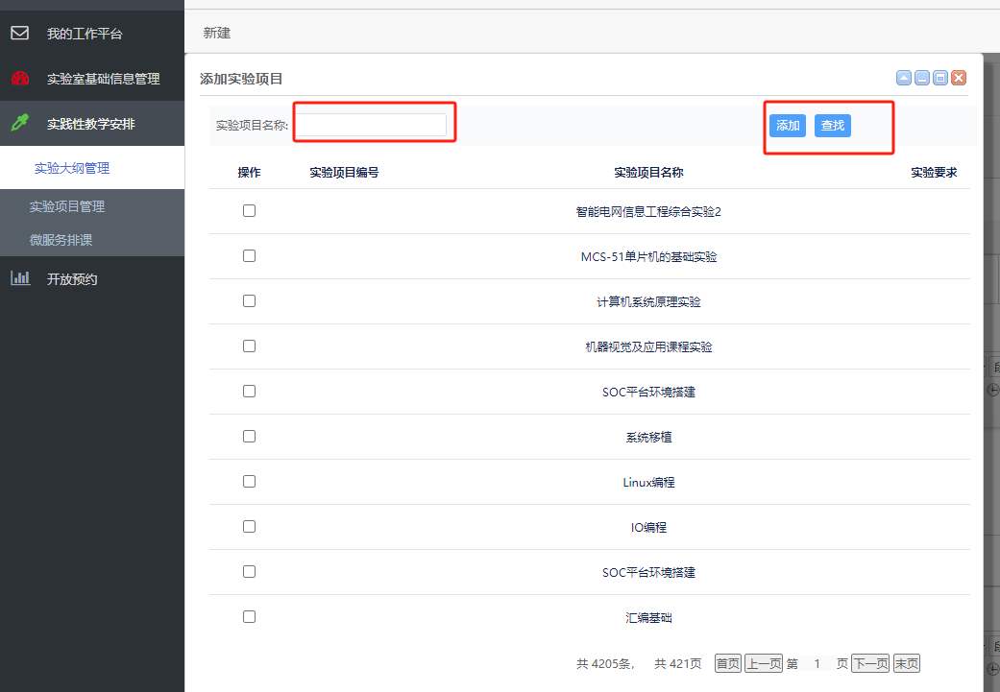 我的工作平台
实验室基础信息管理
实践性教学安排
实验大纲管理
实验项目管理
微服务排课
开放预约
新建
添加实验项目
实验项目名称:
添加 查找
操作 实验项目编号 实验项目名称 实验要求
智能电网信息工程综合实验2
MCS-51单片机的基础实验
计算机系统原理实验
机器视觉及应用课程实验
SOC平台环境搭建
系统移植
Linux编程
IO编程
SOC平台环境搭建
汇编基础
共 4205条, 共 421页 首页 上一页 第 1 页 下一页 末页